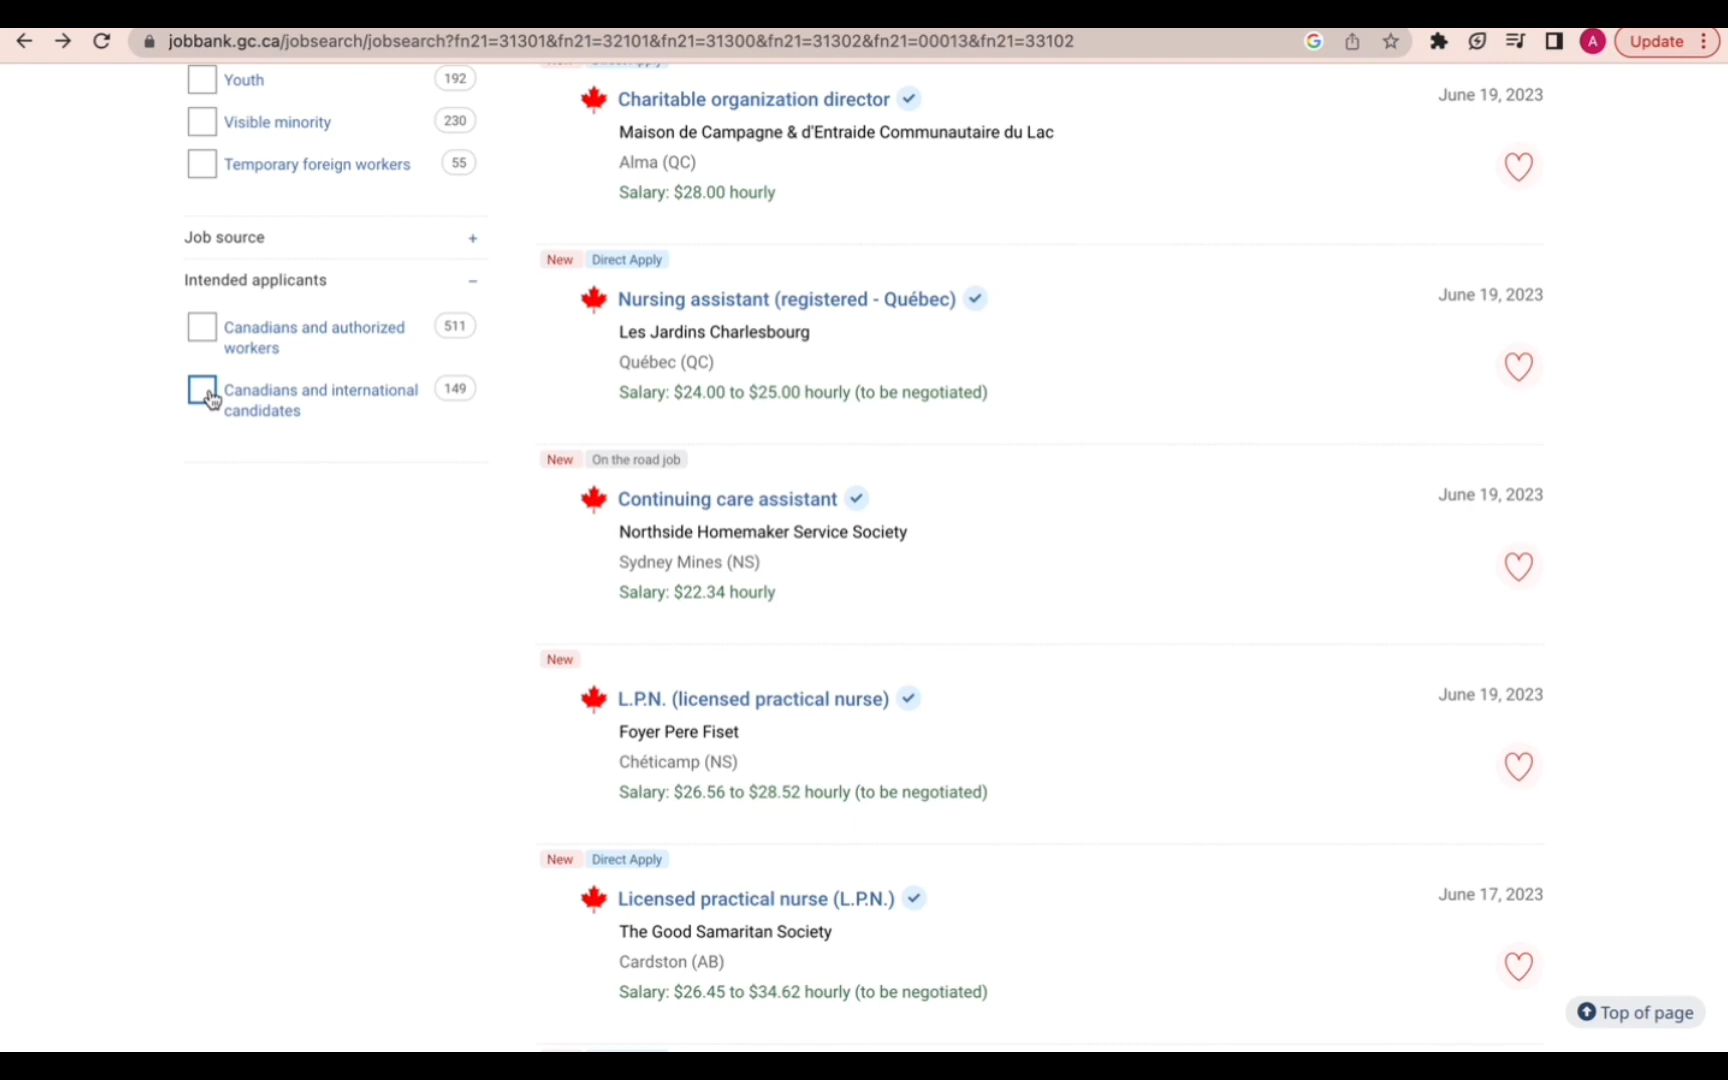 jobbank.gc.ca/jobsearch/jobsearch?fn21=31301&fn21=32101&fn21=31300&fn21=31302&fn21=00013&fn21=33102
A
Update
Youth
192
Visible minority
230
Temporary foreign workers
55
Job source
+
Intended applicants
–
Canadians and authorized
workers
511
Canadians and international
candidates
149
Direct Apply
Charitable organization director
June 19, 2023
Maison de Campagne & d'Entraide Communautaire du Lac
Alma (QC)
Salary: $28.00 hourly
New Direct Apply
Nursing assistant (registered - Québec)
June 19, 2023
Les Jardins Charlesbourg
Québec (QC)
Salary: $24.00 to $25.00 hourly (to be negotiated)
New On the road job
Continuing care assistant
June 19, 2023
Northside Homemaker Service Society
Sydney Mines (NS)
Salary: $22.34 hourly
New
L.P.N. (licensed practical nurse)
June 19, 2023
Foyer Pere Fiset
Chéticamp (NS)
Salary: $26.56 to $28.52 hourly (to be negotiated)
New Direct Apply
Licensed practical nurse (L.P.N.)
June 17, 2023
The Good Samaritan Society
Cardston (AB)
Salary: $26.45 to $34.62 hourly (to be negotiated)
Top of page